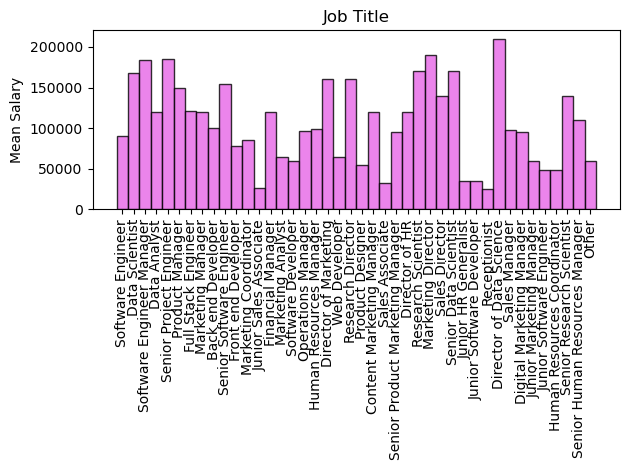 Job Title
Mean Salary
200000
150000
100000
50000
0
Software Engineer
Data Scientist
Software Engineer Manager
Data Analyst
Senior Project Engineer
Product Manager
Full Stack Engineer
Marketing Manager
Back end Developer
Senior Software Engineer
Front end Developer
Marketing Coordinator
Junior Sales Associate
Financial Manager
Marketing Analyst
Software Developer
Operations Manager
Human Resources Manager
Director of Marketing
Web Developer
Research Director
Product Designer
Content Marketing Manager
Sales Associate
Senior Product Marketing Manager
Director of HR
Research Scientist
Marketing Director
Sales Director
Senior Data Scientist
Junior HR Generalist
Junior Software Developer
Receptionist
Director of Data Science
Sales Manager
Digital Marketing Manager
Junior Marketing Manager
Junior Software Engineer
Human Resources Coordinator
Senior Research Scientist
Senior Human Resources Manager
Other